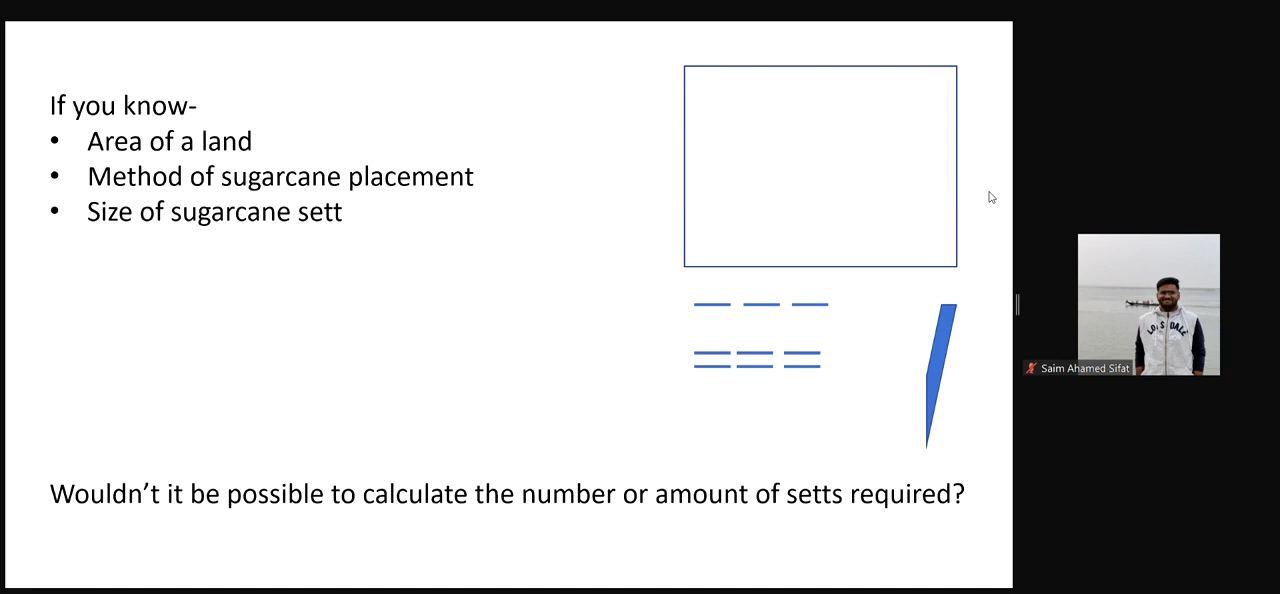 If you know-
• Area of a land
• Method of sugarcane placement
• Size of sugarcane sett
Wouldn’t it be possible to calculate the number or amount of setts required?
LONSDALE
Saim Ahamed Sifat